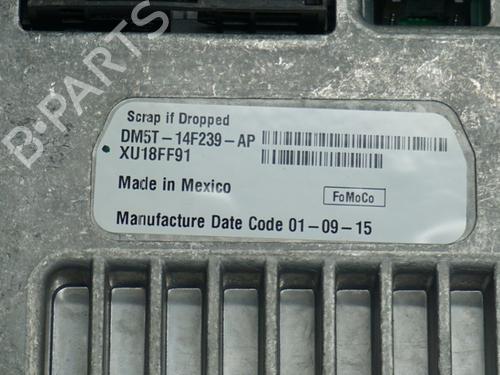 B-PARTS
Scrap if Dropped
DM5T-14F239-AP
XU18FF91
Made in Mexico
FoMoCo
Manufacture Date Code 01-09-15